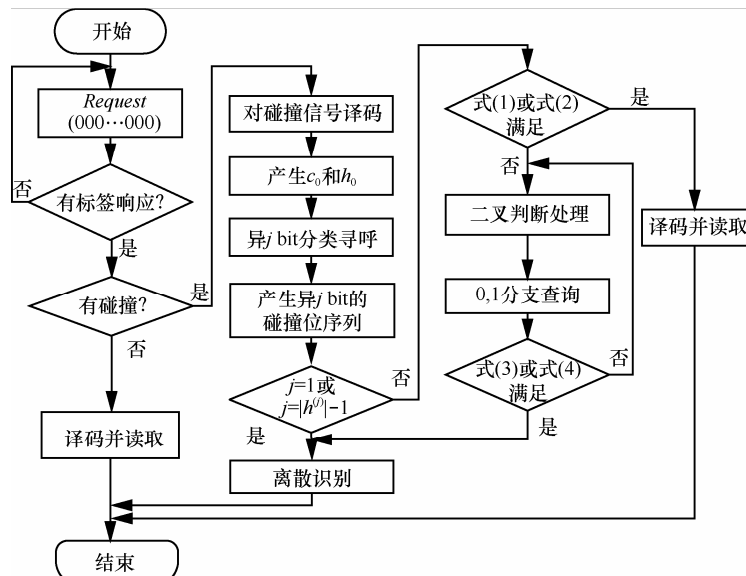 开始
Request
(000…000)
否
有标签响应?
是
有碰撞?
是
否
译码并读取
结束
对碰撞信号译码
产生c₀和h₀
异j bit分类寻呼
产生异j bit的
碰撞位序列
j=1或
j=|h⁽ʲ⁾|−1
否
是
离散识别
式(1)或式(2)
满足
是
否
二叉判断处理
0,1分支查询
式(3)或式(4)
满足
否
是
译码并读取